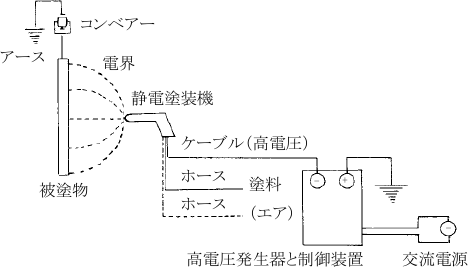 コンベアー
アース
電界
静電塗装機
ケーブル(高電圧)
ホース
塗料
被塗物
ホース
(エア)
−
+
高電圧発生器と制御装置
交流電源